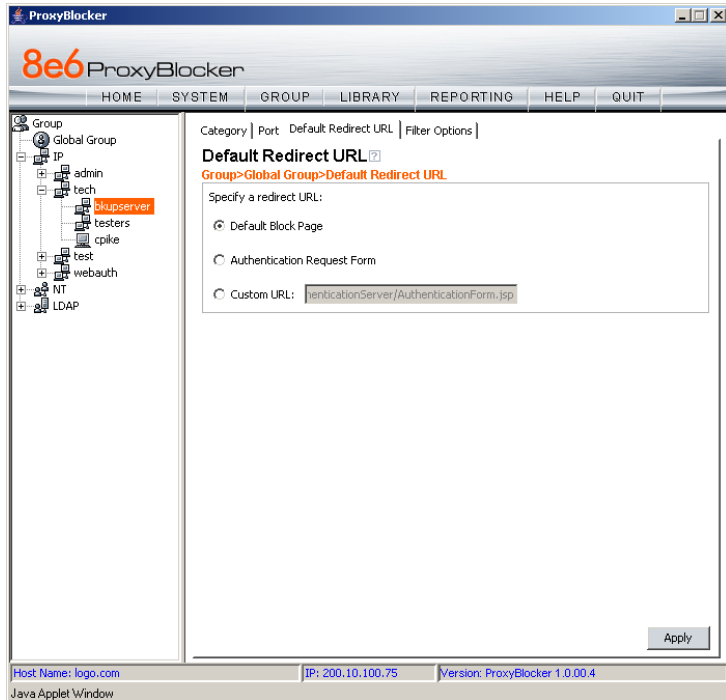 ProxyBlocker
8e6 ProxyBlocker
HOME SYSTEM GROUP LIBRARY REPORTING HELP QUIT
Group
Global Group
IP
admin
tech
bkupserver
testers
cpike
test
webauth
NT
LDAP
Category | Port Default Redirect URL | Filter Options |
Default Redirect URL ?
Group>Global Group>Default Redirect URL
Specify a redirect URL:
Default Block Page
Authentication Request Form
Custom URL: henticationServer/AuthenticationForm.jsp
Apply
Host Name: logo.com IP: 200.10.100.75 Version: ProxyBlocker 1.0.00.4
Java Applet Window